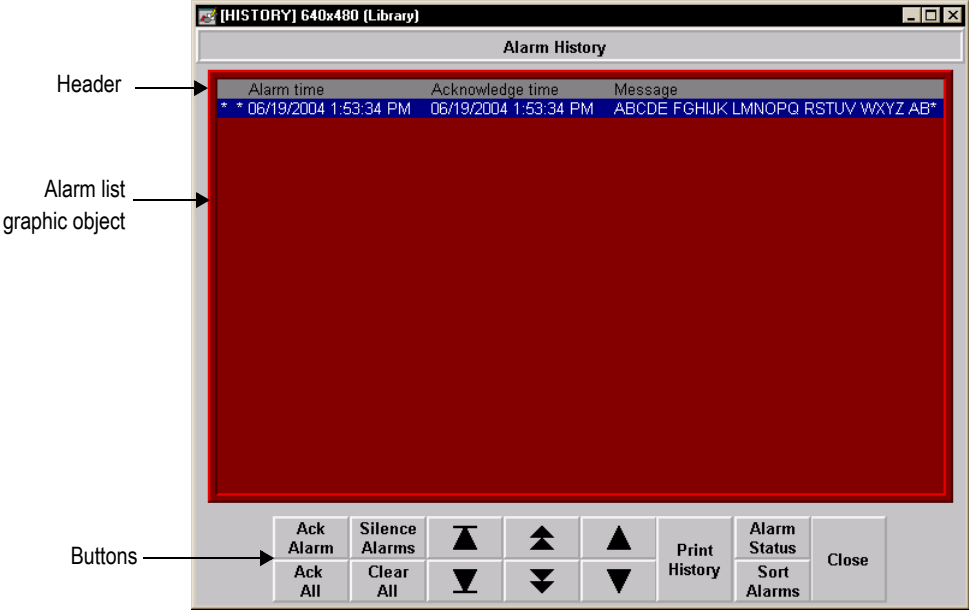 [HISTORY] 640x480 (Library)
Alarm History
Header
Alarm time Acknowledge time Message
* * 06/19/2004 1:53:34 PM 06/19/2004 1:53:34 PM ABCDE FGHIJK LMNOPQ RSTUV WXYZ AB*
Alarm list
graphic object
Buttons
Ack
Alarm
Silence
Alarms
Ack
All
Clear
All
Print
History
Alarm
Status
Sort
Alarms
Close